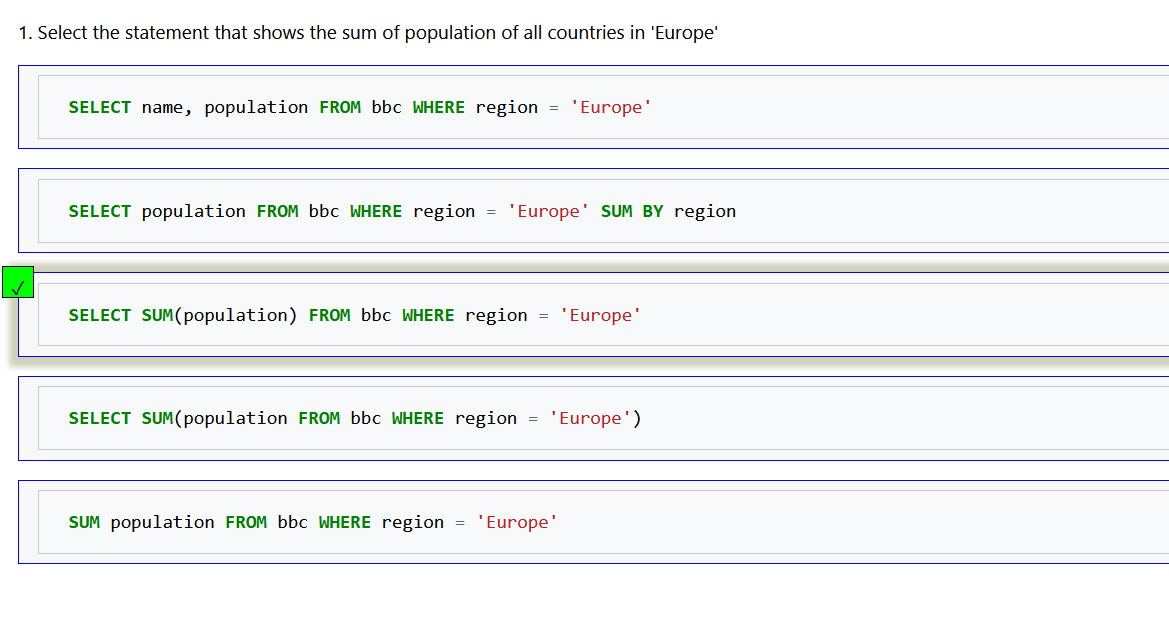 1. Select the statement that shows the sum of population of all countries in 'Europe'
SELECT name, population FROM bbc WHERE region = 'Europe'
SELECT population FROM bbc WHERE region = 'Europe' SUM BY region
✓
SELECT SUM(population) FROM bbc WHERE region = 'Europe'
SELECT SUM(population FROM bbc WHERE region = 'Europe')
SUM population FROM bbc WHERE region = 'Europe'